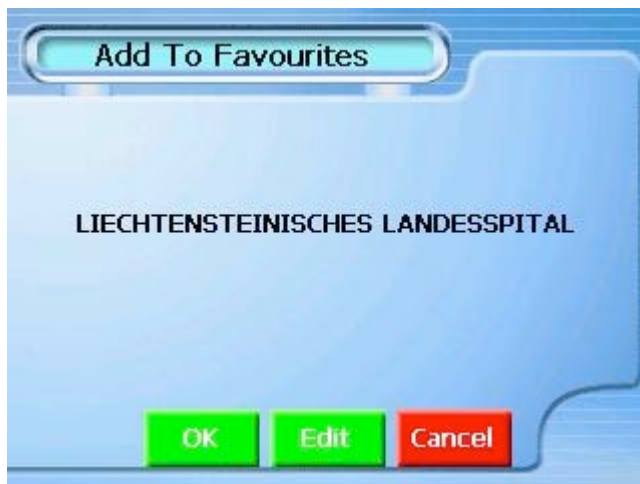 Add To Favourites
LIECHTENSTEINISCHES LANDESSPITAL
OK Edit Cancel